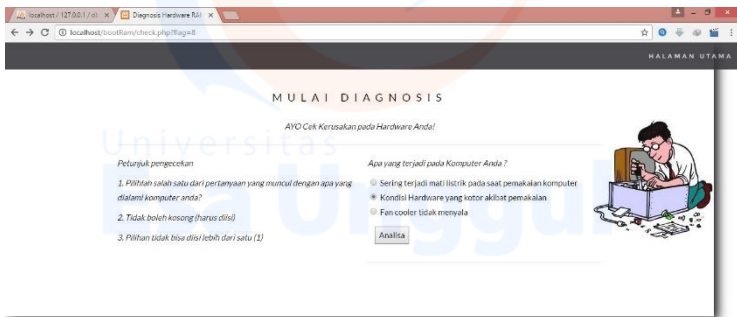 localhost / 127.0.0.1 / di
Diagnosis Hardware RAM
localhost/bootRam/check.php?flag=8
HALAMAN UTAMA
MULAI DIAGNOSIS
AYO Cek Kerusakan pada Hardware Anda!
Universitas
Esa Unggul
Petunjuk pengecekan
1. Pilihlah salah satu dari pertanyaan yang muncul dengan apa yang
dialami komputer anda?
2. Tidak boleh kosong (harus diisi)
3. Pilihan tidak bisa diisi lebih dari satu (1)
Apa yang terjadi pada Komputer Anda ?
Sering terjadi mati listrik pada saat pemakaian komputer
Kondisi Hardware yang kotor akibat pemakaian
Fan cooler tidak menyala
Analisa